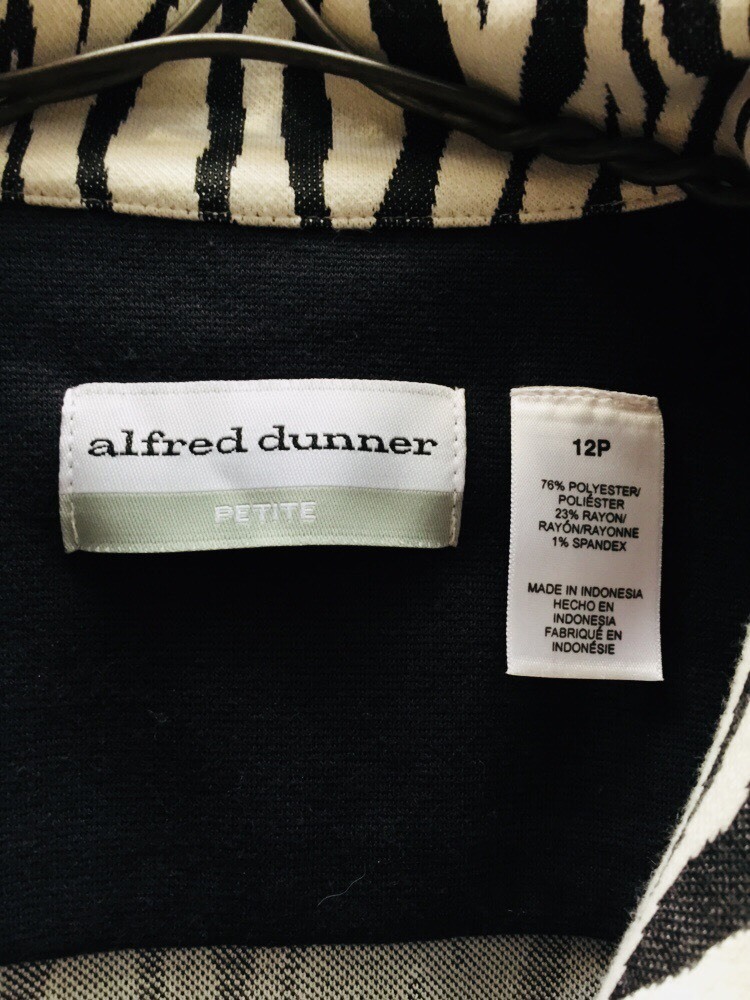 alfred dunner
PETITE
12P
76% POLYESTER/
POLIÉSTER
23% RAYON/
RAYÓN/RAYONNE
1% SPANDEX
MADE IN INDONESIA
HECHO EN
INDONESIA
FABRIQUÉ EN
INDONÉSIE